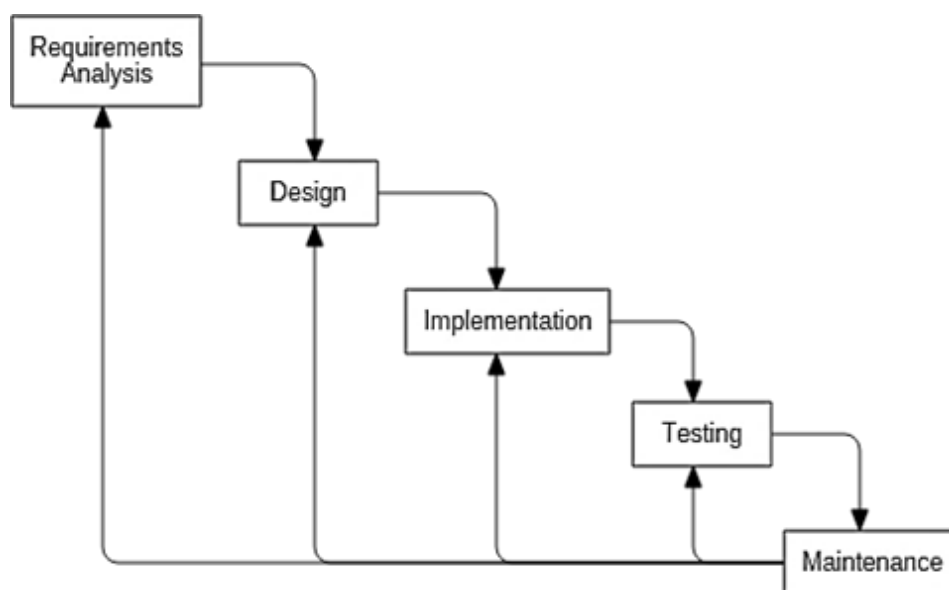 Requirements
Analysis
Design
Implementation
Testing
Maintenance